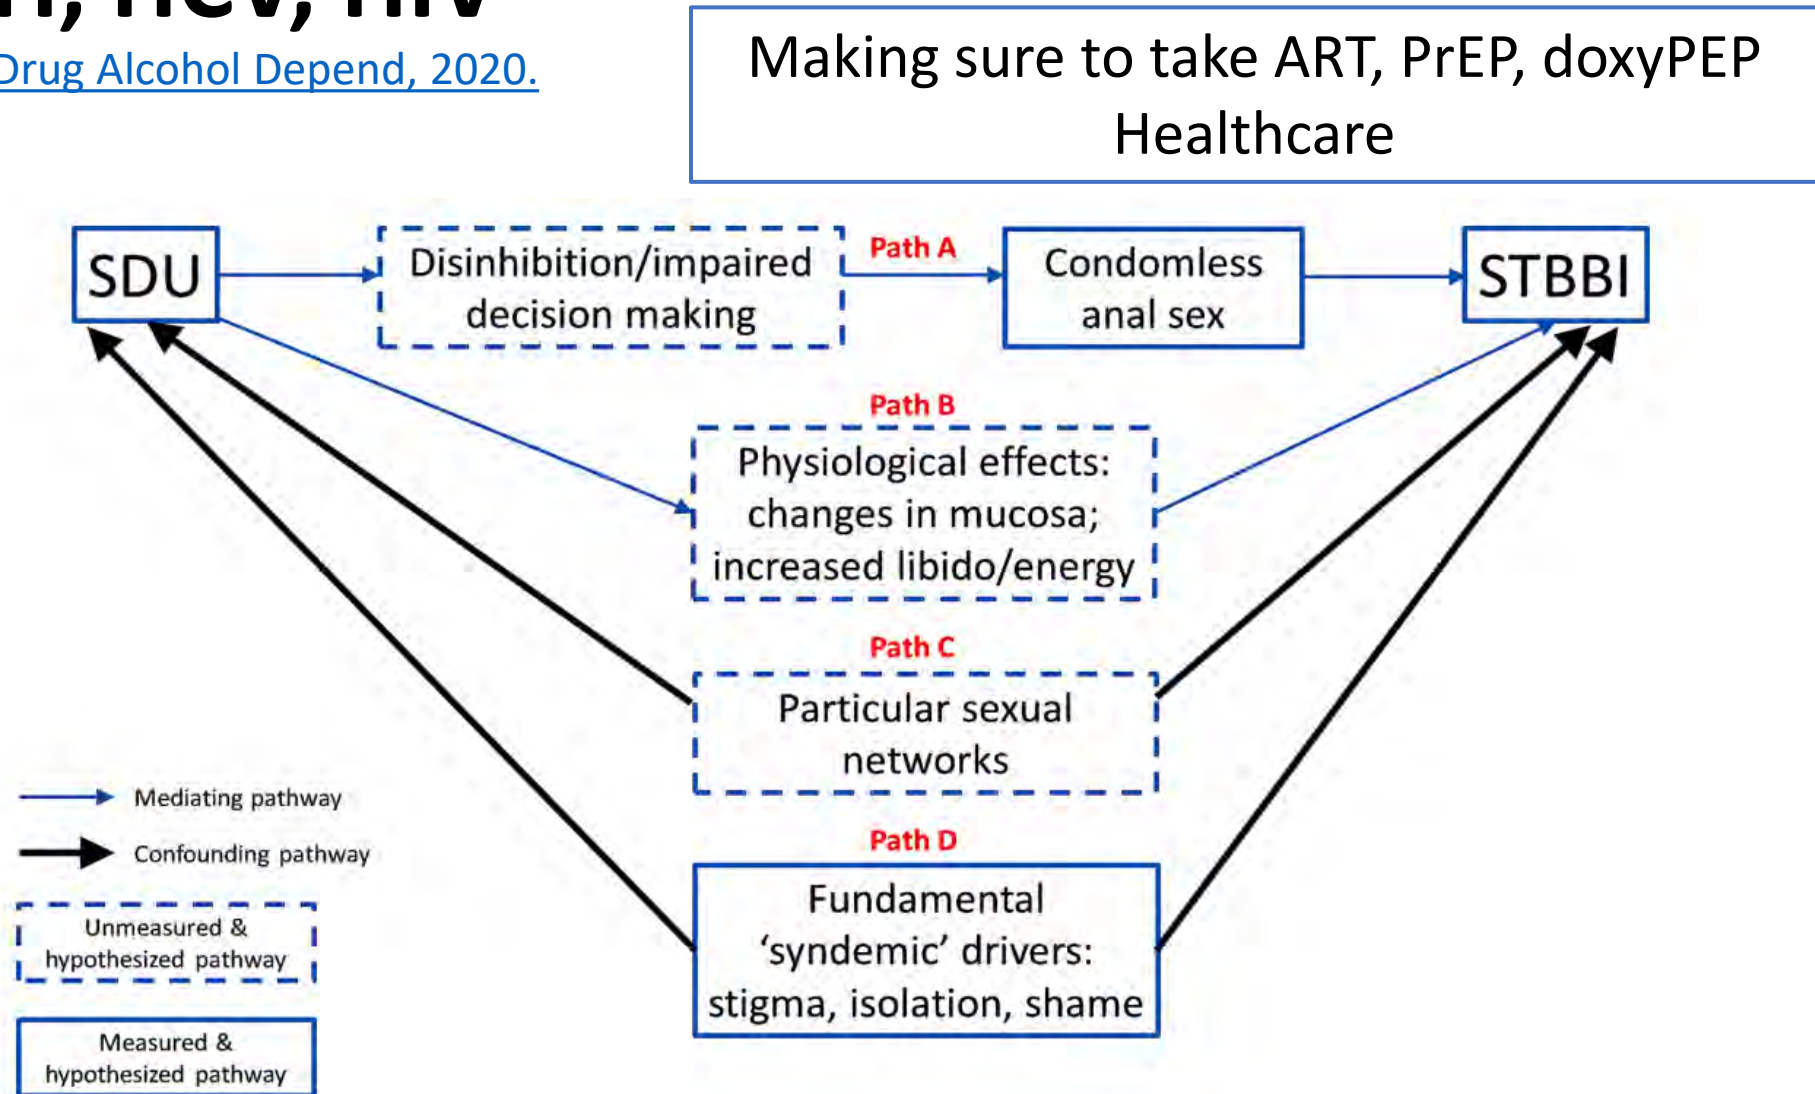 HCV, HIV
Drug Alcohol Depend, 2020.
Making sure to take ART, PrEP, doxyPEP
Healthcare
SDU
Disinhibition/impaired
decision making
Path A
Condomless
anal sex
STBBI
Path B
Physiological effects:
changes in mucosa;
increased libido/energy
Path C
Particular sexual
networks
Path D
Fundamental
‘syndemic’ drivers:
stigma, isolation, shame
Mediating pathway
Confounding pathway
Unmeasured &
hypothesized pathway
Measured &
hypothesized pathway